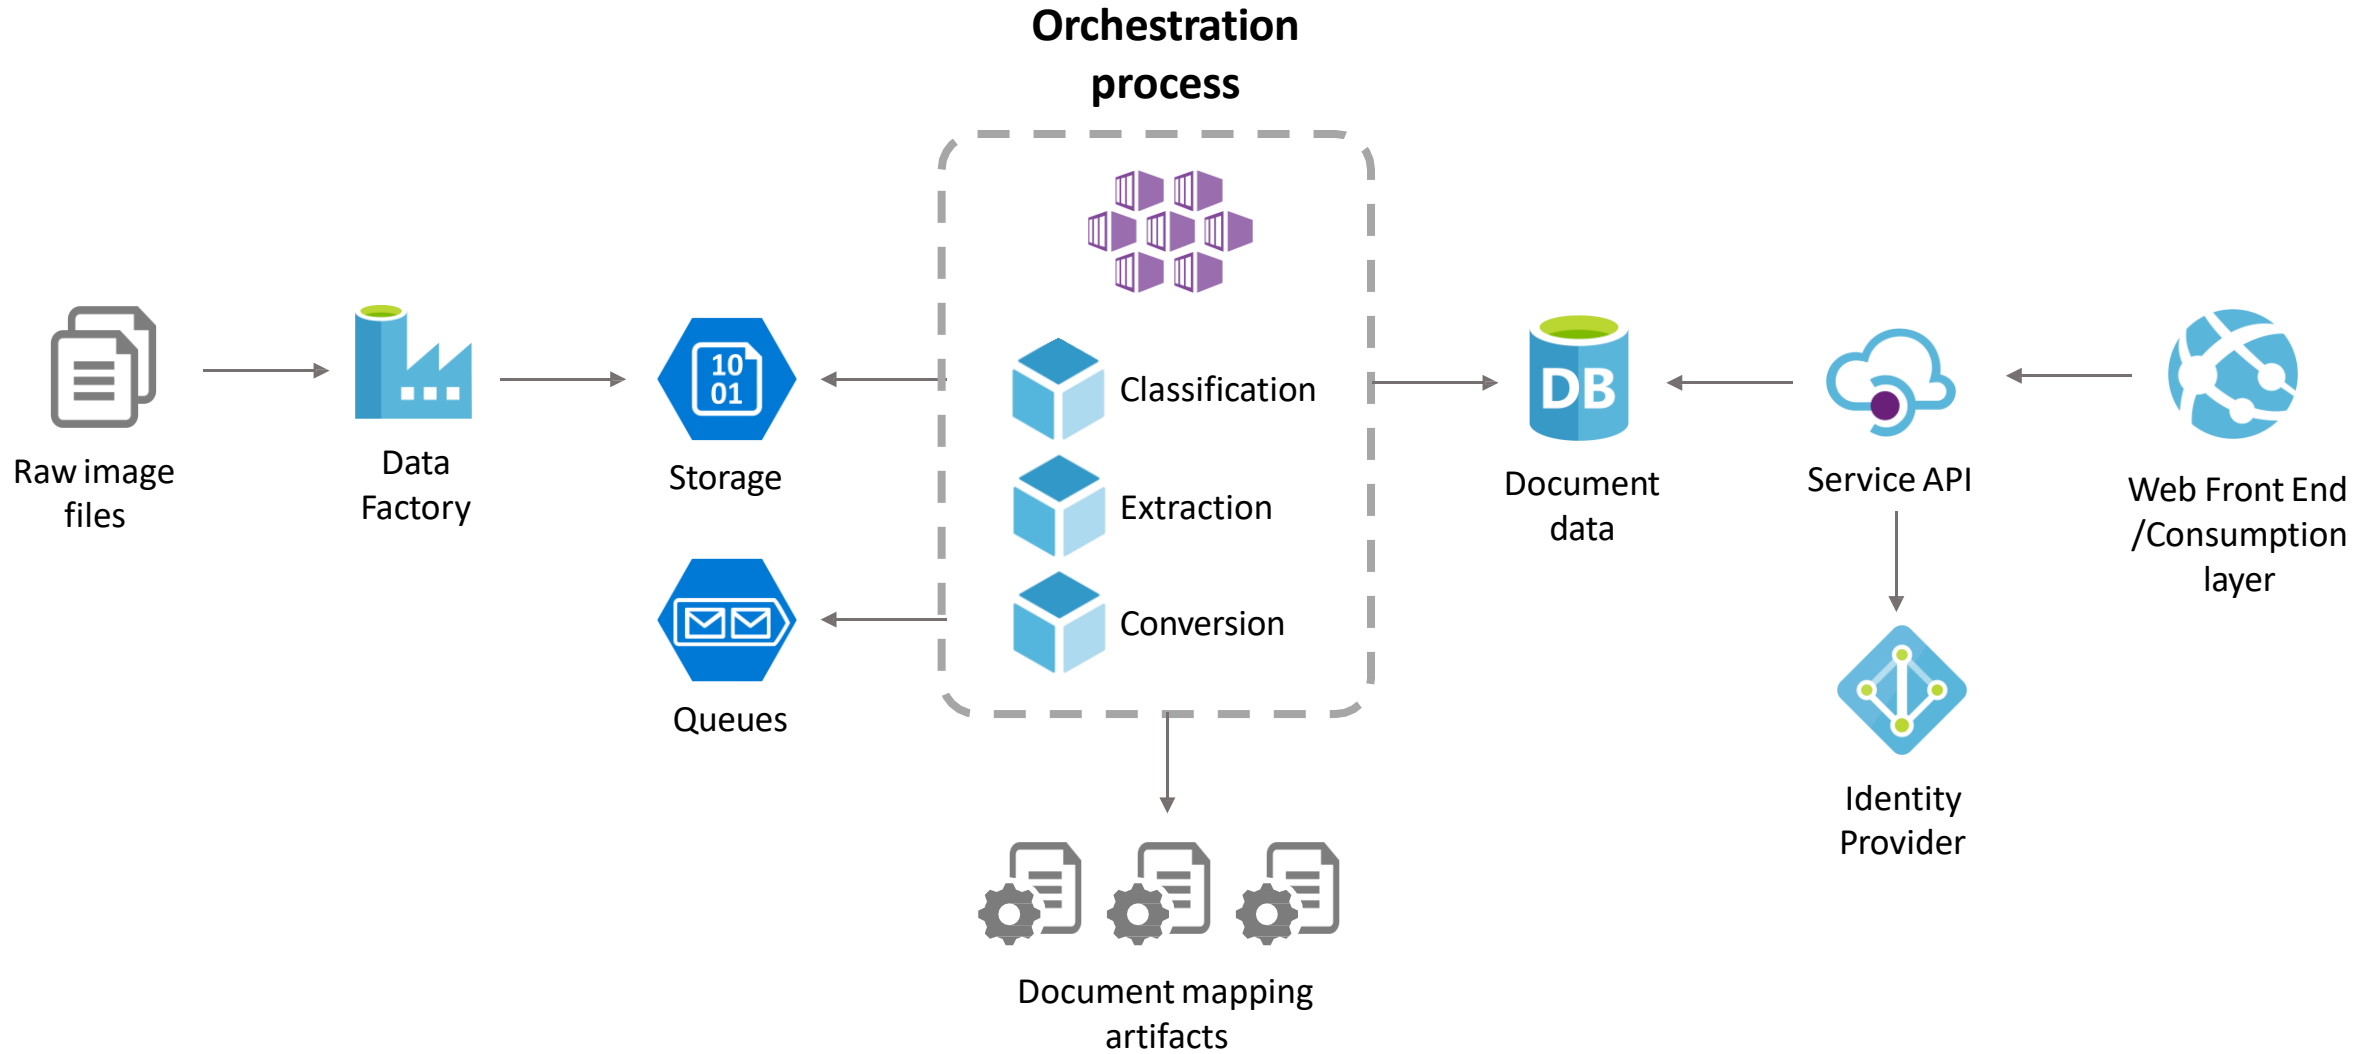 Orchestration
process
Raw image
files
Data
Factory
10
01
Storage
Queues
Classification
Extraction
Conversion
Document mapping
artifacts
DB
Document
data
Service API
Identity
Provider
Web Front End
/Consumption
layer